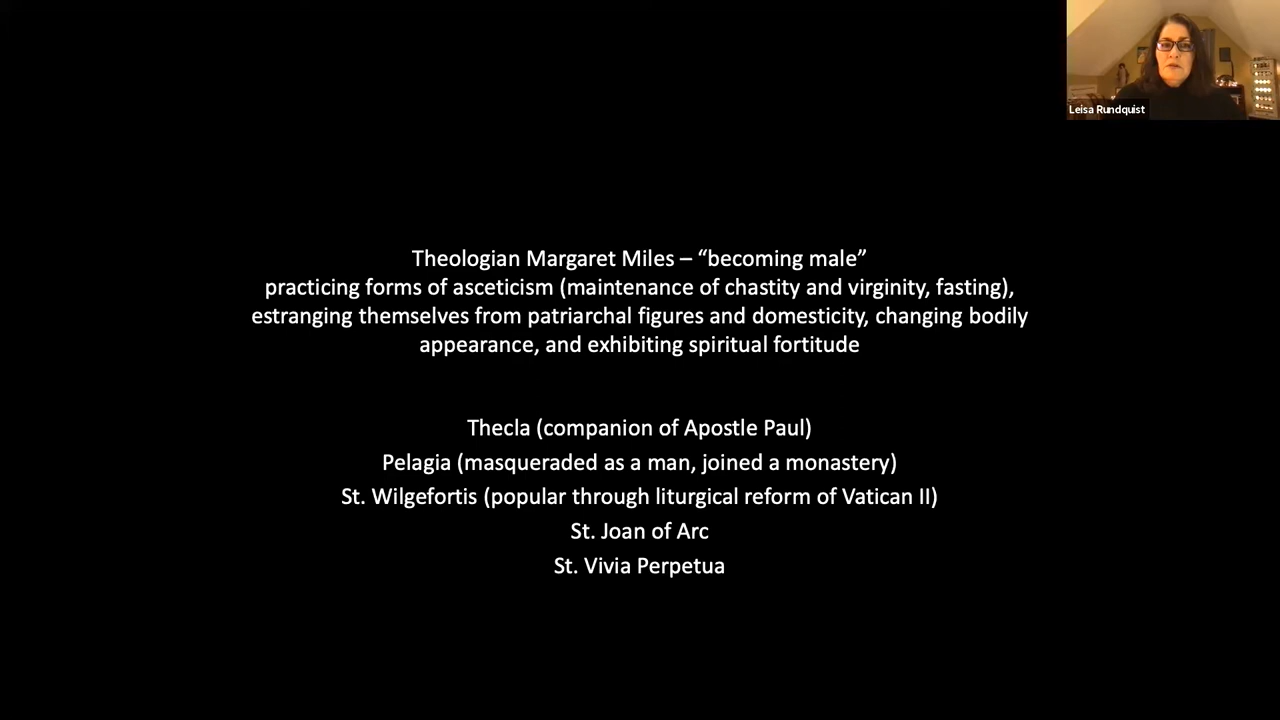 Leisa Rundquist
Theologian Margaret Miles – “becoming male”
practicing forms of asceticism (maintenance of chastity and virginity, fasting),
estranging themselves from patriarchal figures and domesticity, changing bodily
appearance, and exhibiting spiritual fortitude
Thecla (companion of Apostle Paul)
Pelagia (masqueraded as a man, joined a monastery)
St. Wilgefortis (popular through liturgical reform of Vatican II)
St. Joan of Arc
St. Vivia Perpetua